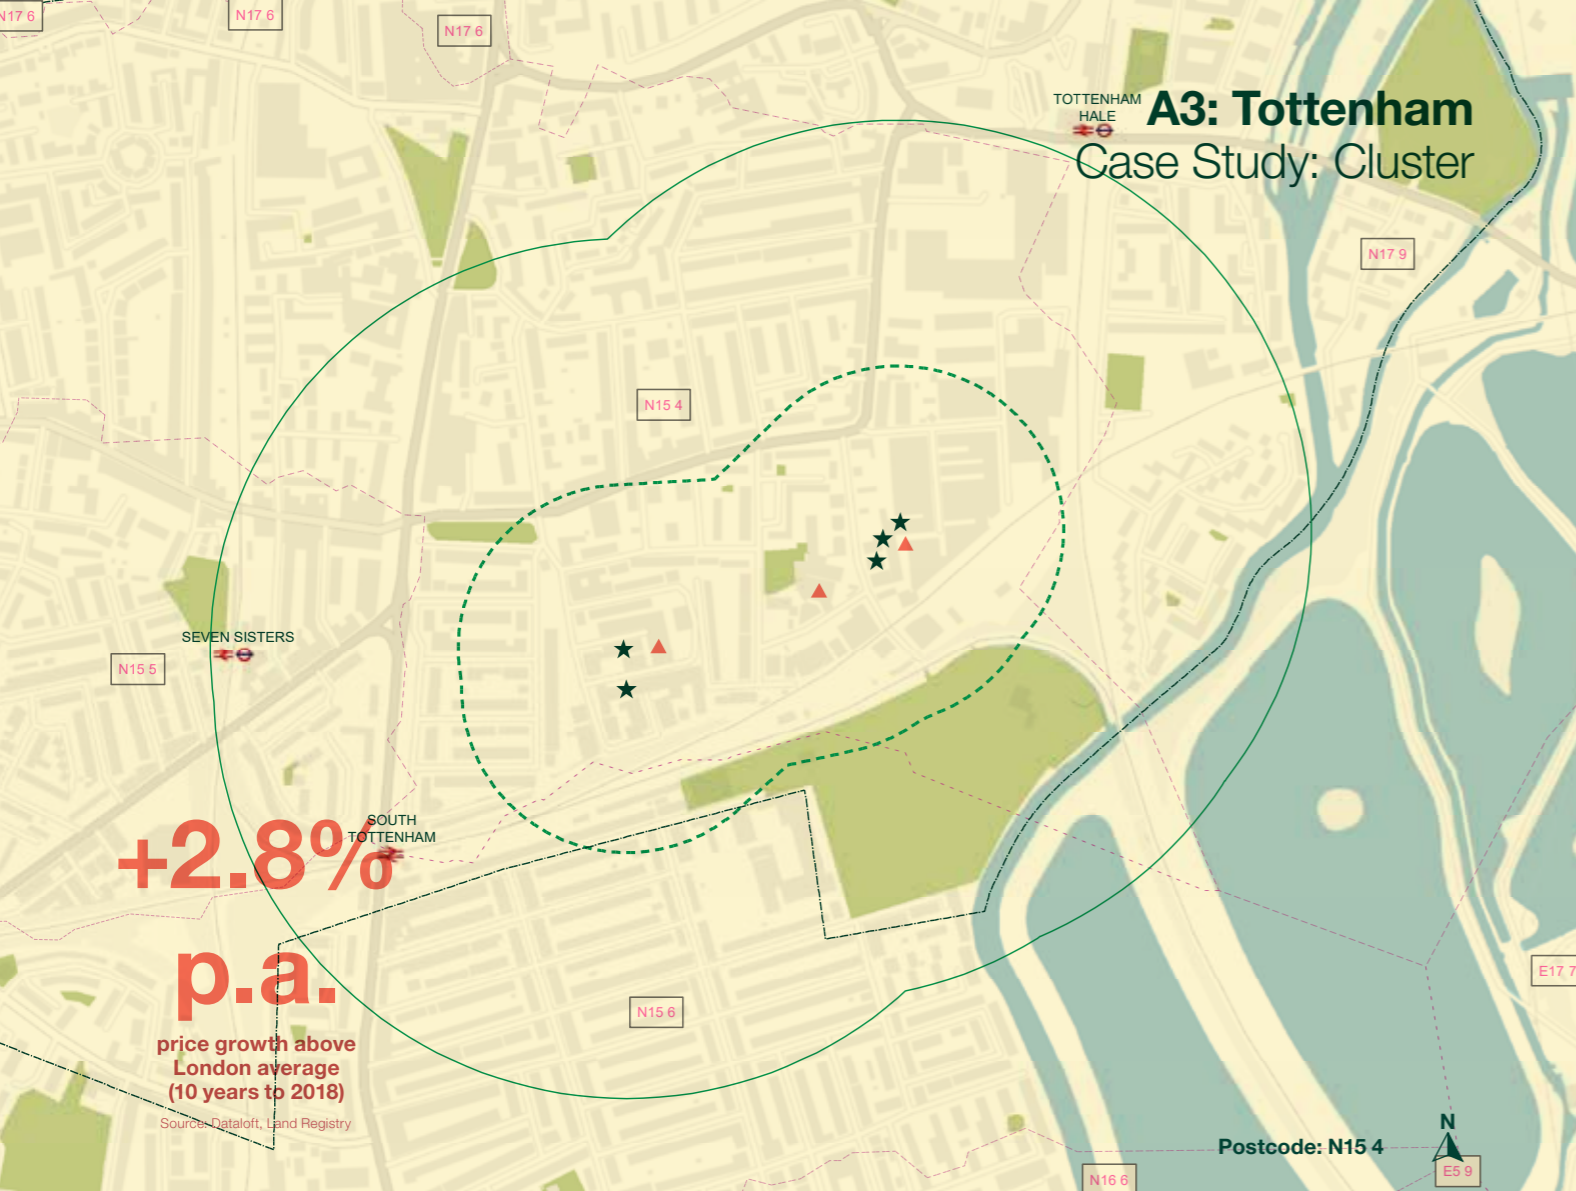 N17 6
N17 6
N17 6
TOTTENHAM
HALE
A3: Tottenham
Case Study: Cluster
N17 9
N15 4
SEVEN SISTERS
N15 5
SOUTH
TOTTENHAM
+2.8%
p.a.
price growth above
London average
(10 years to 2018)
Source: Dataloft, Land Registry
N15 6
E17 7
N
Postcode: N15 4
E5 9
N16 6